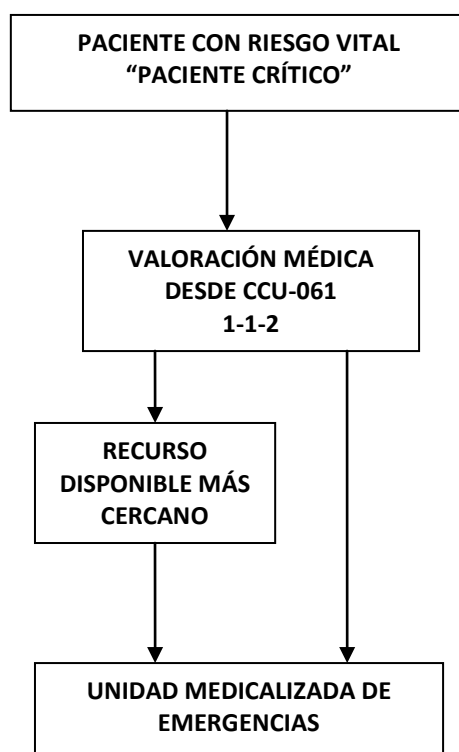 PACIENTE CON RIESGO VITAL
“PACIENTE CRÍTICO”
VALORACIÓN MÉDICA
DESDE CCU-061
1-1-2
RECURSO
DISPONIBLE MÁS
CERCANO
UNIDAD MEDICALIZADA DE
EMERGENCIAS